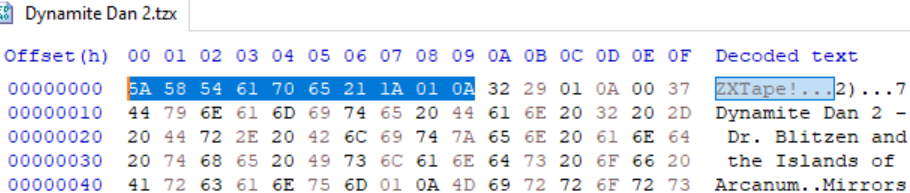 Dynamite Dan 2.tzx
Offset(h) 00 01 02 03 04 05 06 07 08 09 0A 0B 0C 0D 0E 0F Decoded text
00000000 5A 58 54 61 70 65 21 1A 01 0A 32 29 01 0A 00 37 ZXTape!...2)...7
00000010 44 79 6E 61 6D 69 74 65 20 44 61 6E 20 32 20 2D Dynamite Dan 2 -
00000020 20 44 72 2E 20 42 6C 69 74 7A 65 6E 20 61 6E 64 Dr. Blitzen and
00000030 20 74 68 65 20 49 73 6C 61 6E 64 73 20 6F 66 20 the Islands of
00000040 41 72 63 61 6E 75 6D 01 0A 4D 69 72 72 6F 72 73 Arcanum..Mirrors